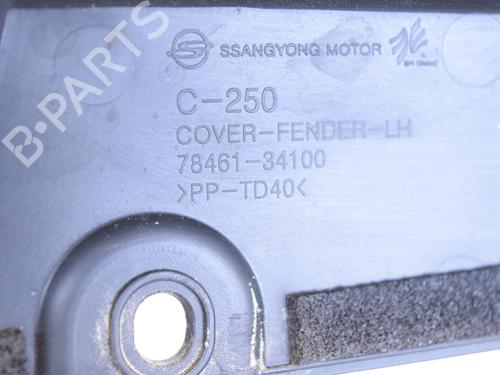 SSANGYONG MOTOR
C-250
COVER-FENDER-LH
78461-34100
>PP-TD40<
B-PARTS